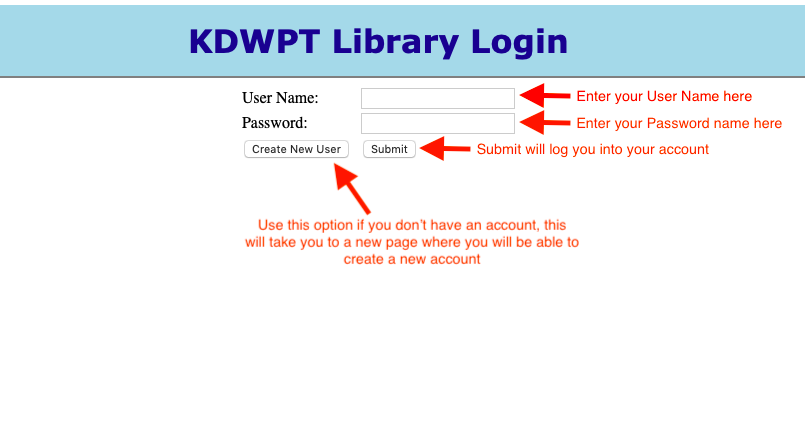 KDWPT Library Login
User Name:
Enter your User Name here
Password:
Enter your Password name here
Create New User
Submit
Submit will log you into your account
Use this option if you don't have an account, this
will take you to a new page where you will be able to
create a new account